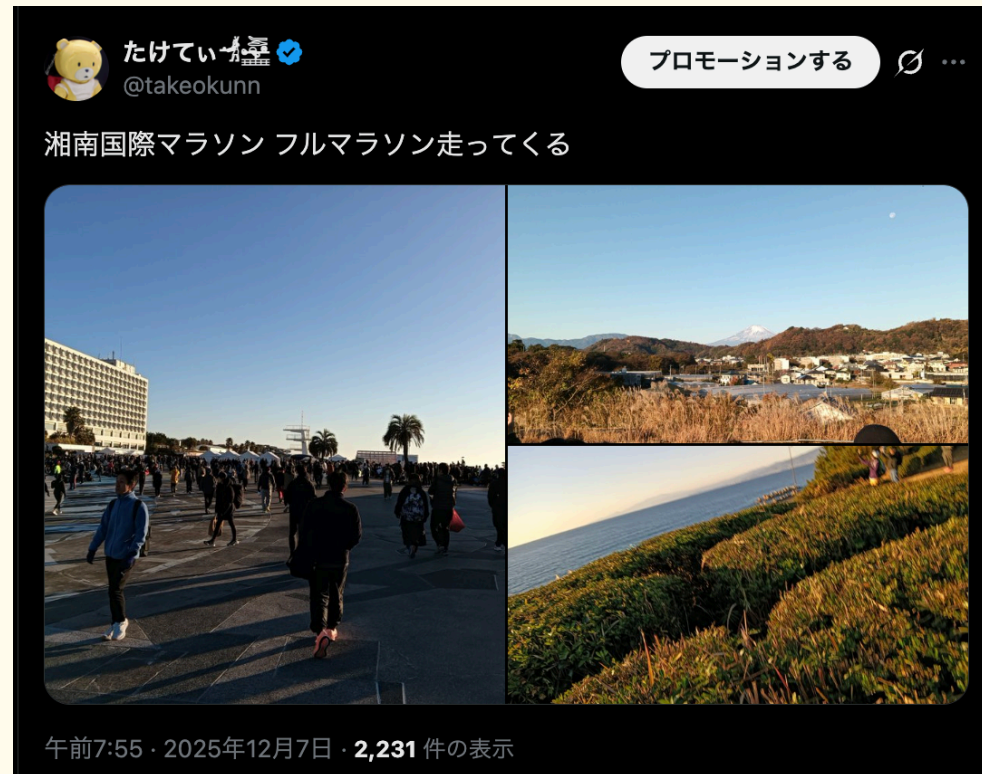 たけてぃ
プロモーションする
@takeokunn
湘南国際マラソン フルマラソン走ってくる
午前7:55 · 2025年12月7日 · 2,231 件の表示